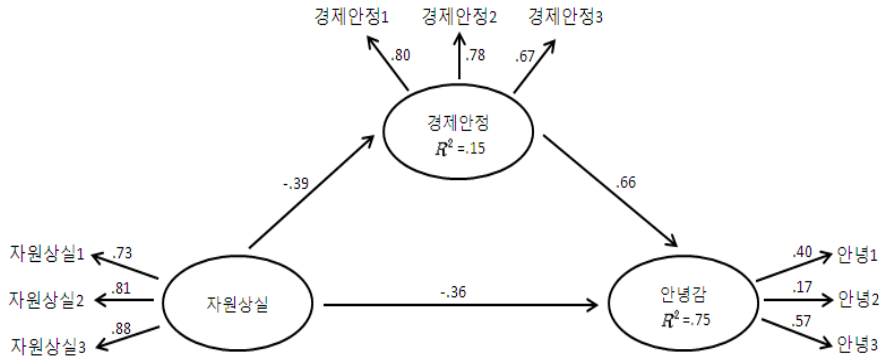 경제안정1 경제안정2 경제안정3
.80 .78 .67
경제안정
R² =.15
-.39 .66
자원상실1 .73
자원상실2 .81
자원상실3 .88
자원상실
-.36
안녕감
R² =.75
.40 안녕1
.17 안녕2
.57 안녕3